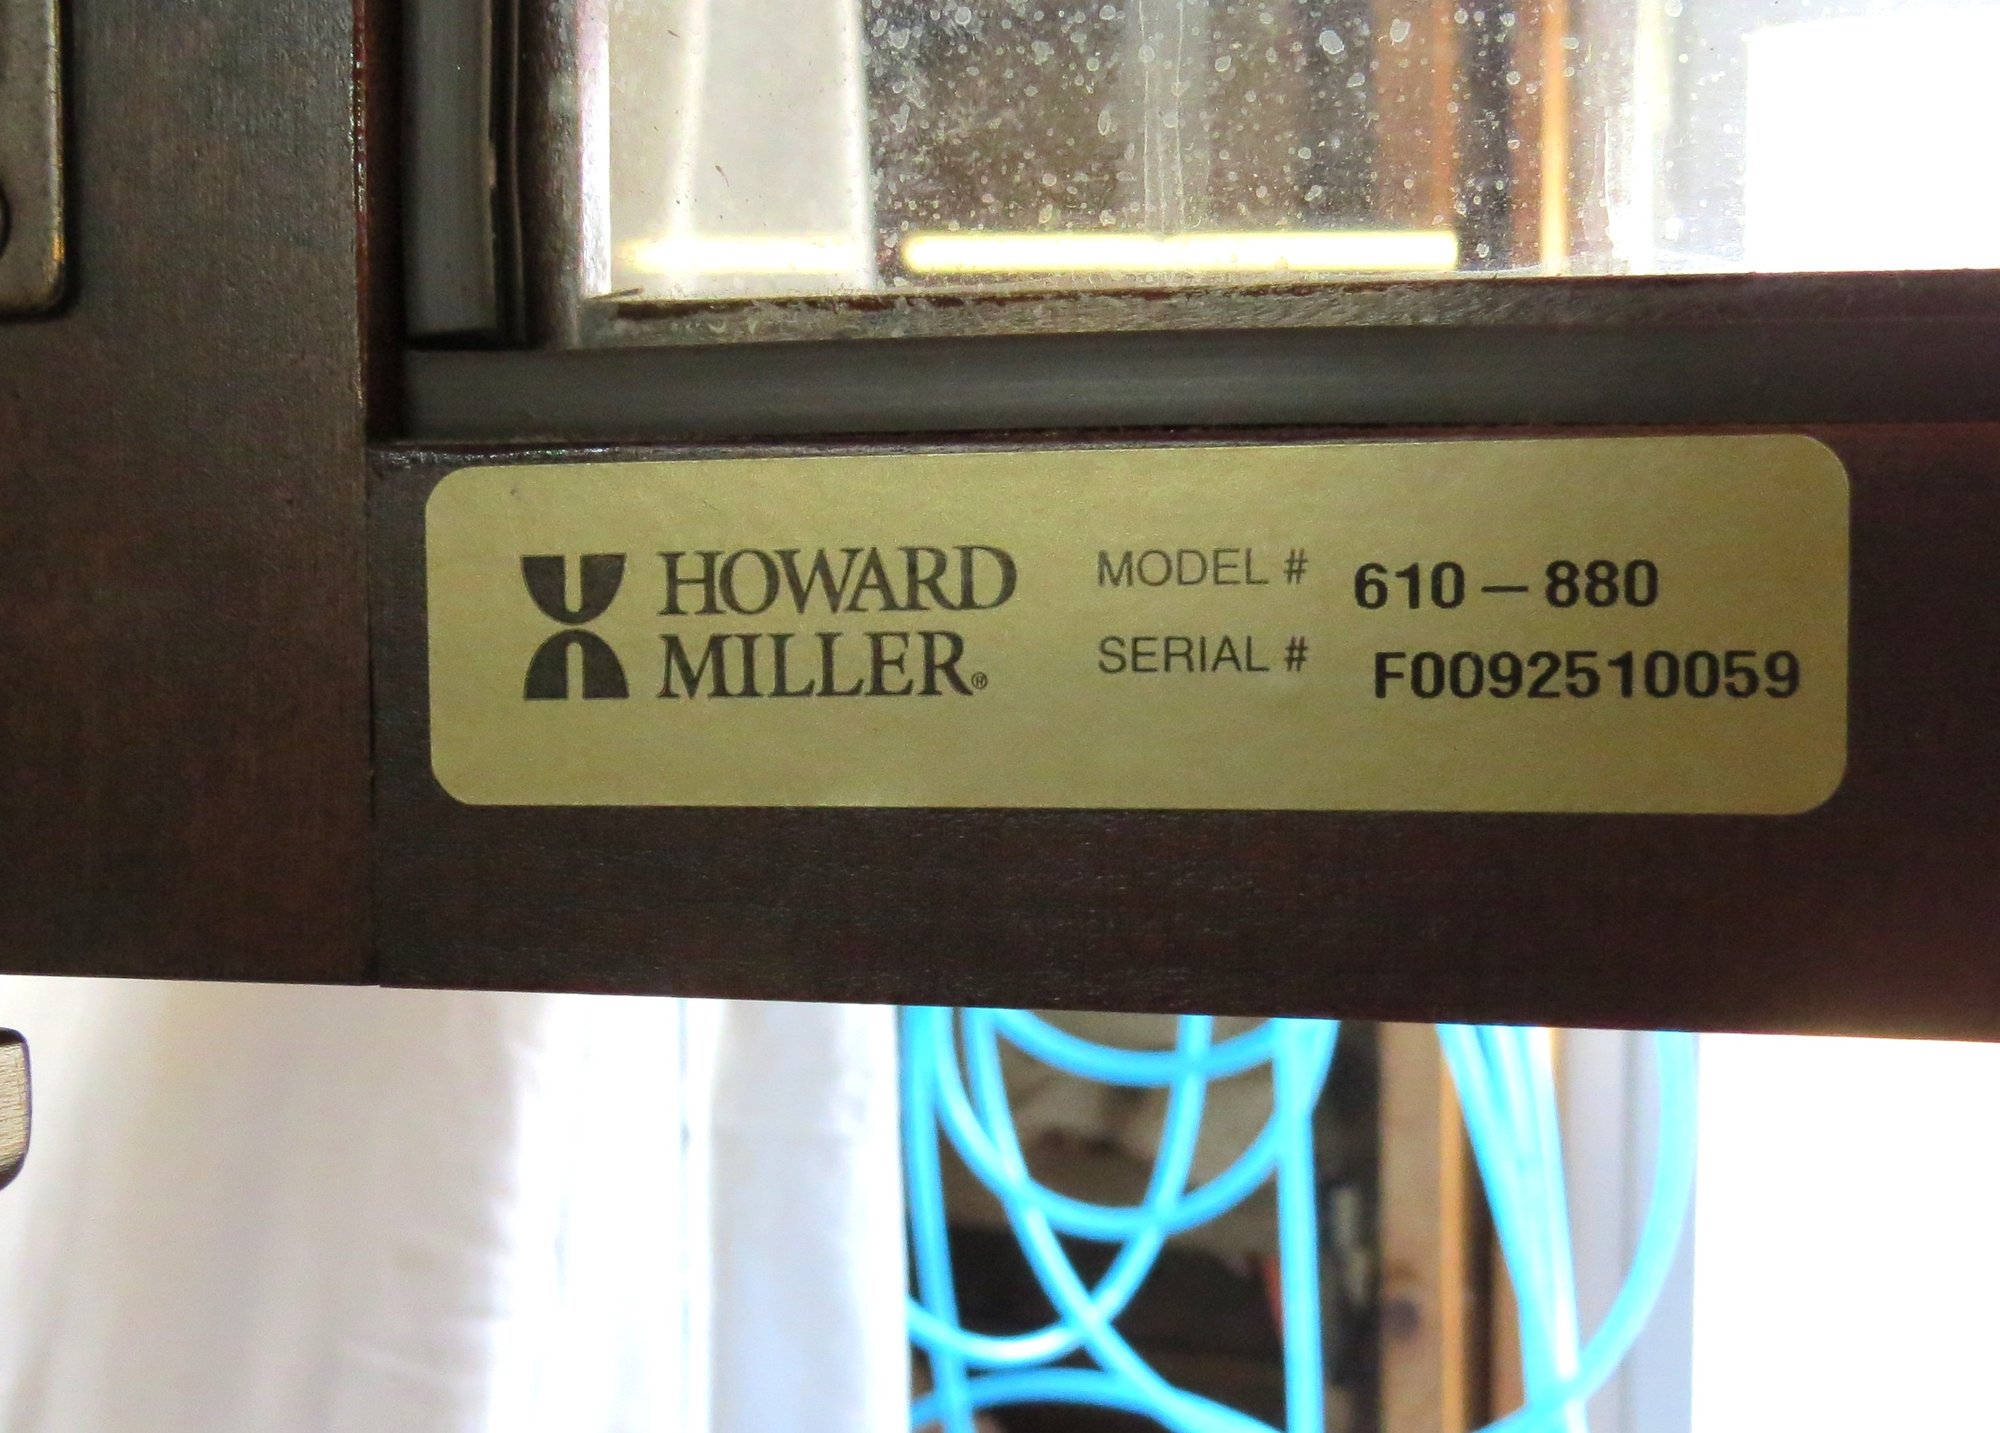 HOWARD
MILLER®
MODEL # 610-880
SERIAL # F0092510059